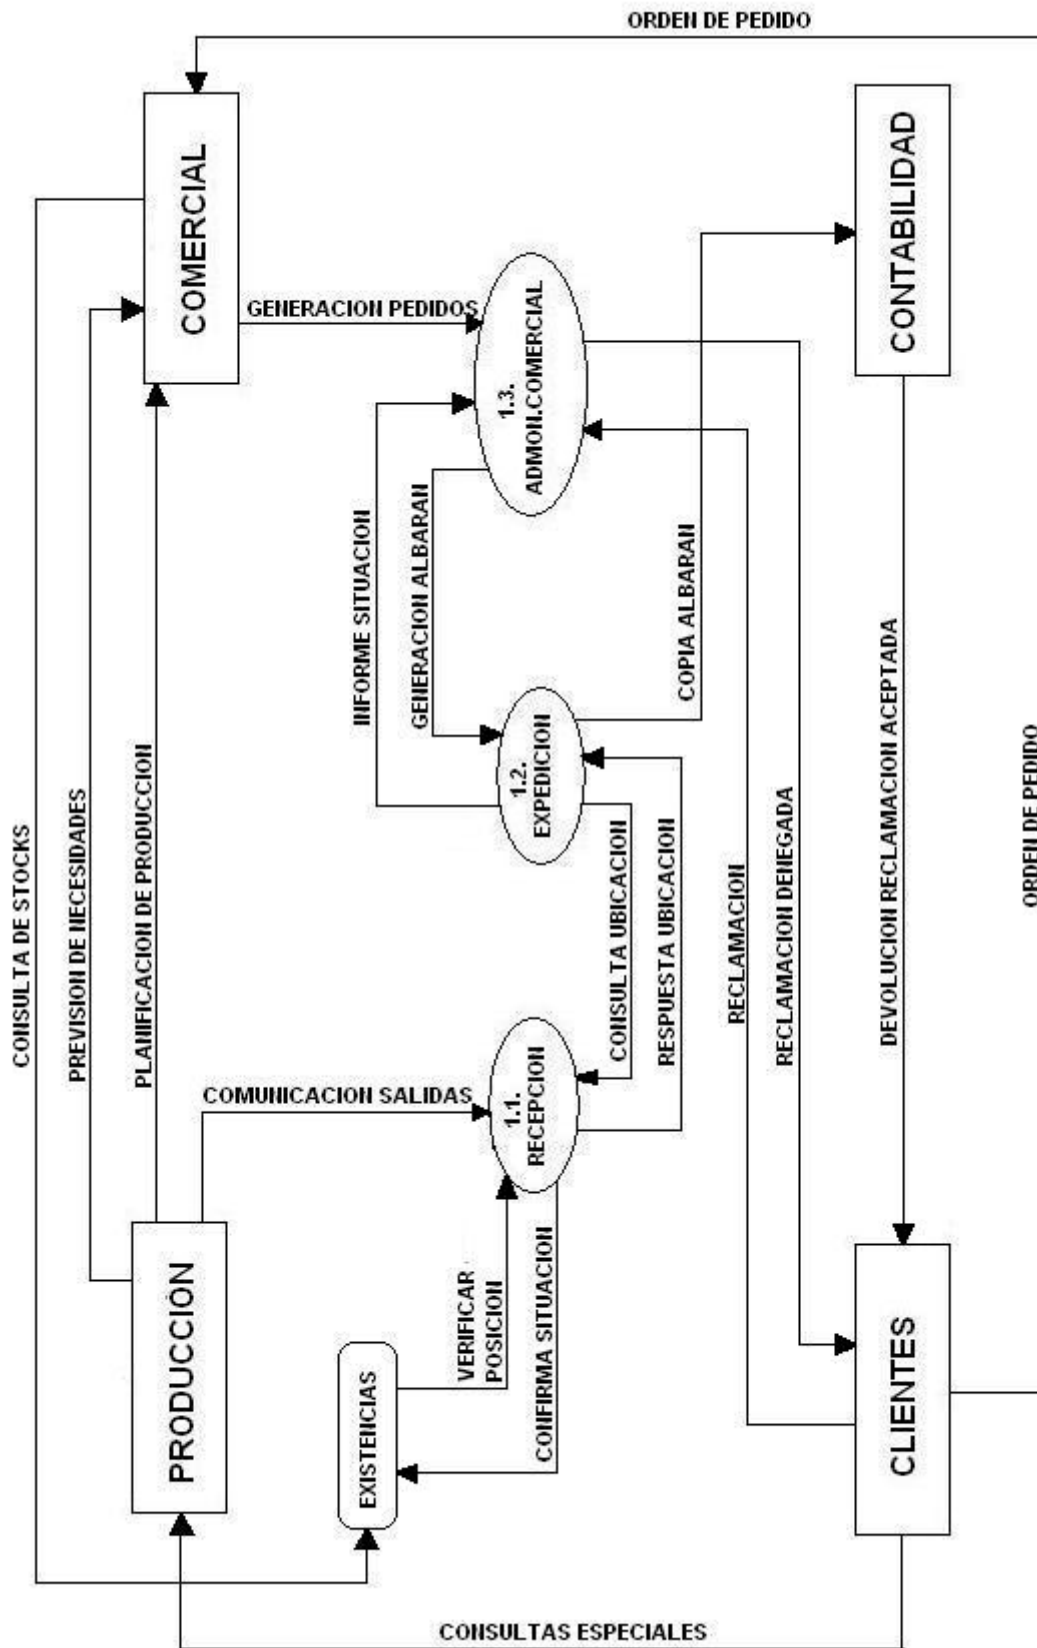 ORDEN DE PEDIDO
COMERCIAL
CONTABILIDAD
GENERACION PEDIDOS
1.3.
ADMON.COMERCIAL
INFORME SITUACION
GENERACION ALBARAN
COPIA ALBARAN
1.2.
EXPEDICION
CONSULTA DE STOCKS
PREVISION DE NECESIDADES
PLANIFICACION DE PRODUCCION
CONSULTA UBICACION
RESPUESTA UBICACION
RECLAMACION
RECLAMACION DENEGADA
DEVOLUCION RECLAMACION ACEPTADA
ORDEN DE PEDIDO
COMUNICACION SALIDAS
1.1.
RECEPCION
PRODUCCIÓN
VERIFICAR
POSICION
CONFIRMA SITUACION
EXISTENCIAS
CLIENTES
CONSULTAS ESPECIALES